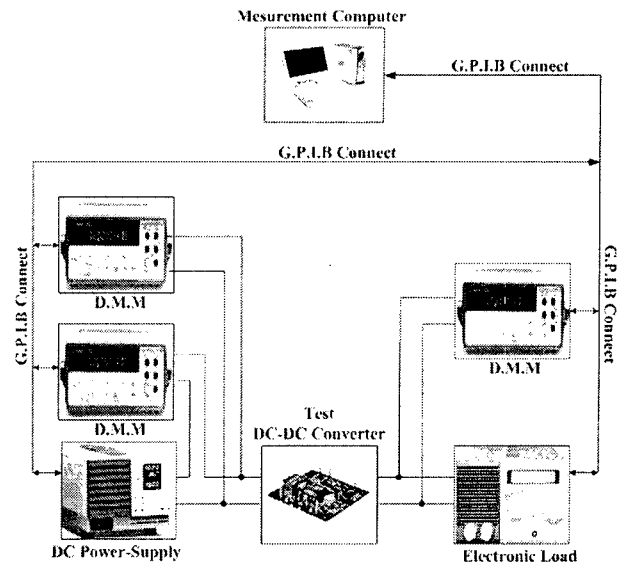 Mesurement Computer
G.P.I.B Connect
G.P.I.B Connect
G.P.I.B Connect
D.M.M
D.M.M
DC Power-Supply
Test
DC-DC Converter
G.P.I.B Connect
D.M.M
Electronic Load